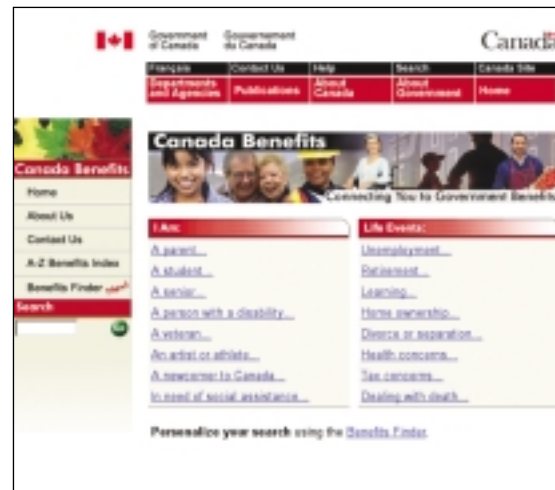 Government of Canada
Gouvernement du Canada
Canada
Français Contact Us Help Search Canada Site
Departments and Agencies Publications About Canada About Government Home
Canada Benefits
Home
About Us
Contact Us
A-Z Benefits Index
Benefits Finder
Search
Canada Benefits
Connecting You to Government Benefits
I Am:
A parent...
A student...
A senior...
A person with a disability...
A veteran...
An artist or athlete...
A newcomer to Canada...
In need of social assistance...
Life Events:
Unemployment...
Retirement...
Learning...
Home ownership...
Divorce or separation...
Health concerns...
Tax concerns...
Dealing with death...
Personalize your search using the Benefits Finder.